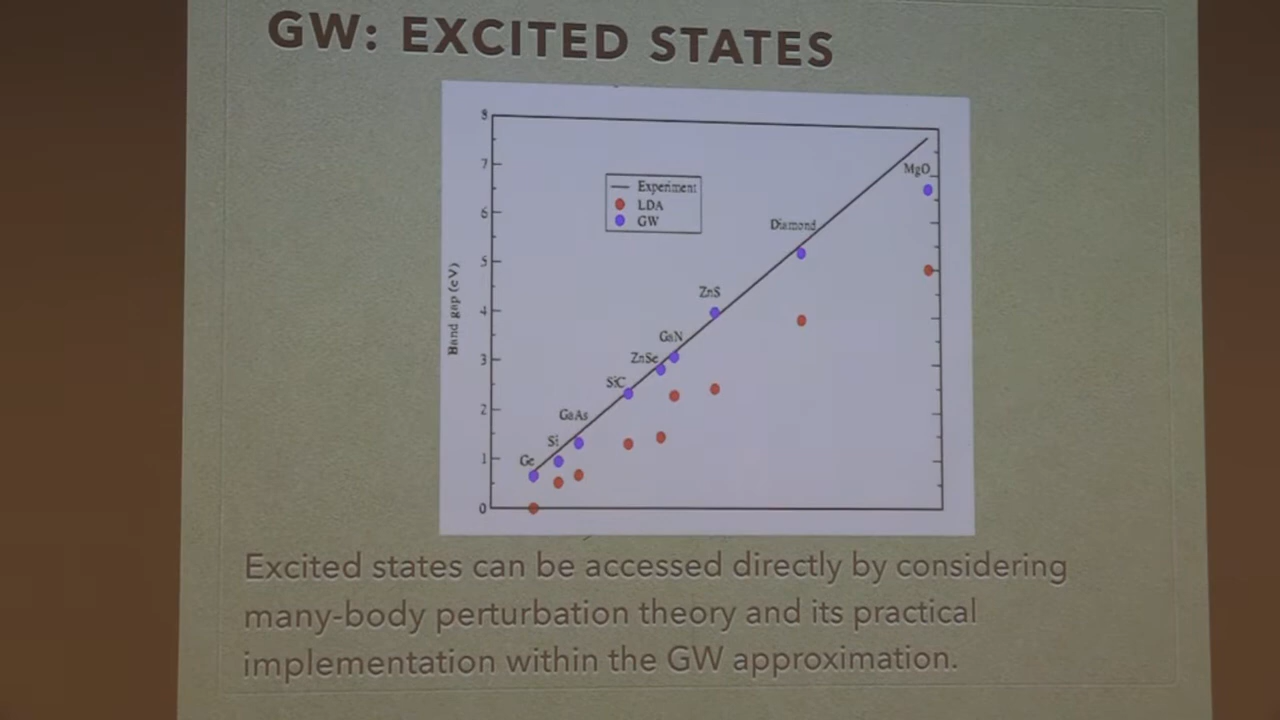 GW: EXCITED STATES
8
7
6
5
4
3
2
1
0
Band gap (eV)
Experiment
LDA
GW
MgO
Diamond
ZnS
GaN
ZnSe
SiC
GaAs
Si
Ge
Excited states can be accessed directly by considering
many-body perturbation theory and its practical
implementation within the GW approximation.